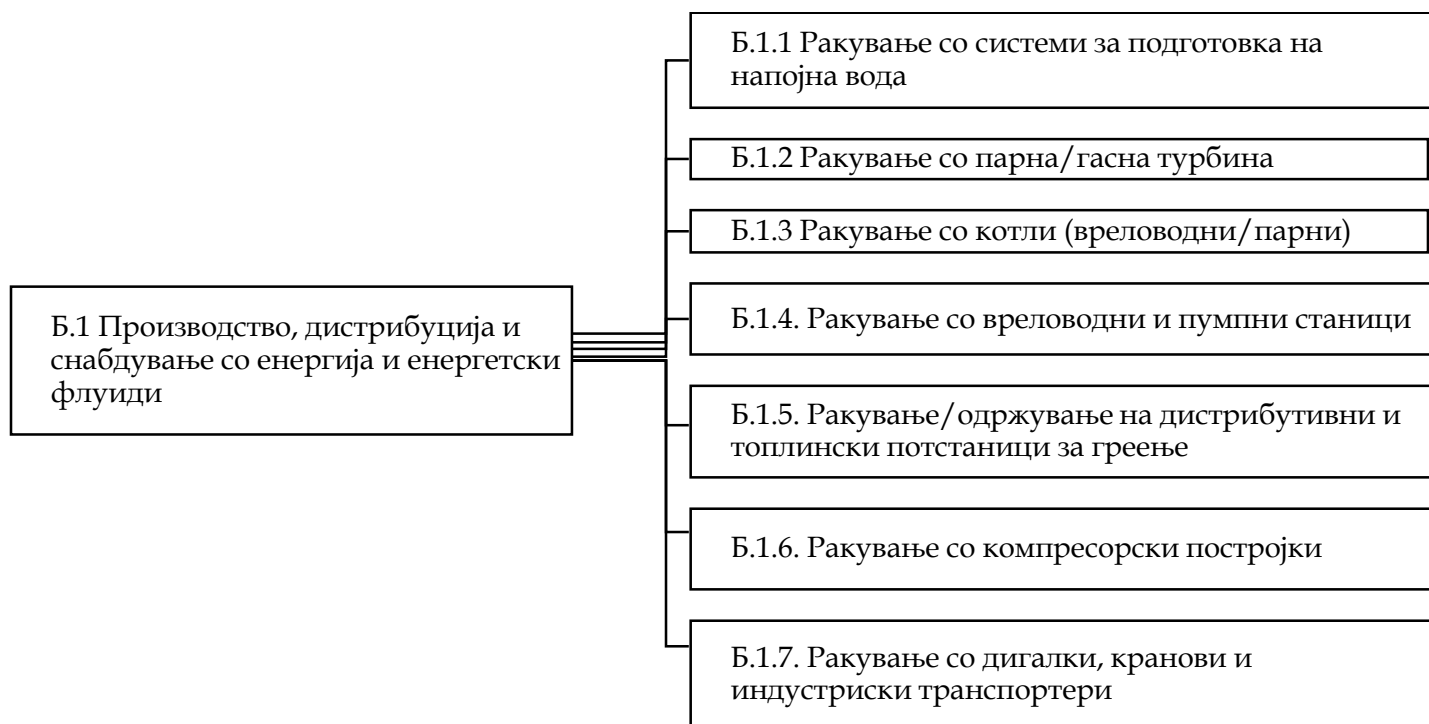 Б.1 Производство, дистрибуција и
снабдување со енергија и енергетски
флуиди
Б.1.1 Ракување со системи за подготовка на
напојна вода
Б.1.2 Ракување со парна/гасна турбина
Б.1.3 Ракување со котли (вреловодни/парни)
Б.1.4. Ракување со вреловодни и пумпни станици
Б.1.5. Ракување/одржување на дистрибутивни и
топлински потстаници за греење
Б.1.6. Ракување со компресорски постројки
Б.1.7. Ракување со дигалки, кранови и
индустриски транспортери